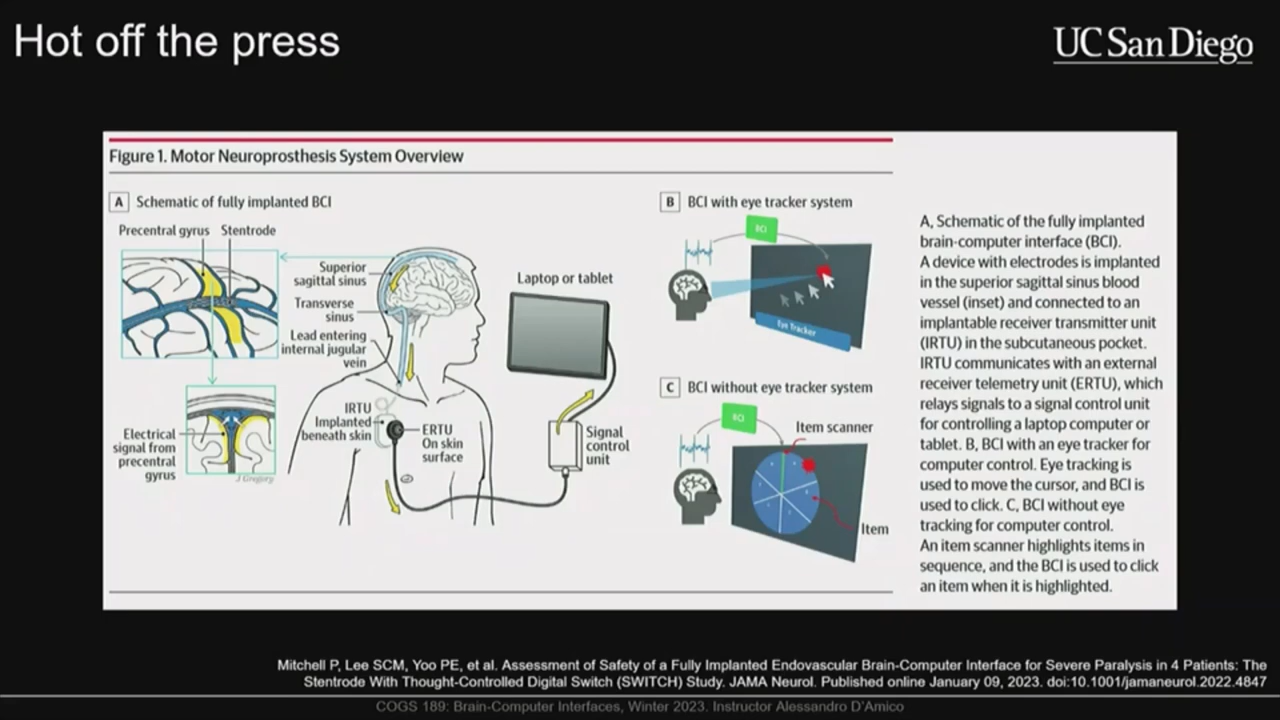 Hot off the press
UC San Diego
Figure 1. Motor Neuroprosthesis System Overview
A Schematic of fully implanted BCI
Precentral gyrus Stentrode
Superior
sagittal sinus
Transverse
sinus
Lead entering
internal jugular
vein
IRTU
Implanted
beneath skin
ERTU
On skin
surface
Electrical
signal from
precentral
gyrus
J Gregory
Laptop or tablet
Signal
control
unit
B BCI with eye tracker system
BCI
Eye Tracker
C BCI without eye tracker system
BCI
Item scanner
Item
A, Schematic of the fully implanted
brain-computer interface (BCI).
A device with electrodes is implanted
in the superior sagittal sinus blood
vessel (inset) and connected to an
implantable receiver transmitter unit
(IRTU) in the subcutaneous pocket.
IRTU communicates with an external
receiver telemetry unit (ERTU), which
relays signals to a signal control unit
for controlling a laptop computer or
tablet. B, BCI with an eye tracker for
computer control. Eye tracking is
used to move the cursor, and BCI is
used to click. C, BCI without eye
tracking for computer control.
An item scanner highlights items in
sequence, and the BCI is used to click
an item when it is highlighted.
Mitchell P, Lee SCM, Yoo PE, et al. Assessment of Safety of a Fully Implanted Endovascular Brain-Computer Interface for Severe Paralysis in 4 Patients: The
Stentrode With Thought-Controlled Digital Switch (SWITCH) Study. JAMA Neurol. Published online January 09, 2023. doi:10.1001/jamaneurol.2022.4847
COGS 189: Brain-Computer Interfaces, Winter 2023. Instructor Alessandro D'Amico